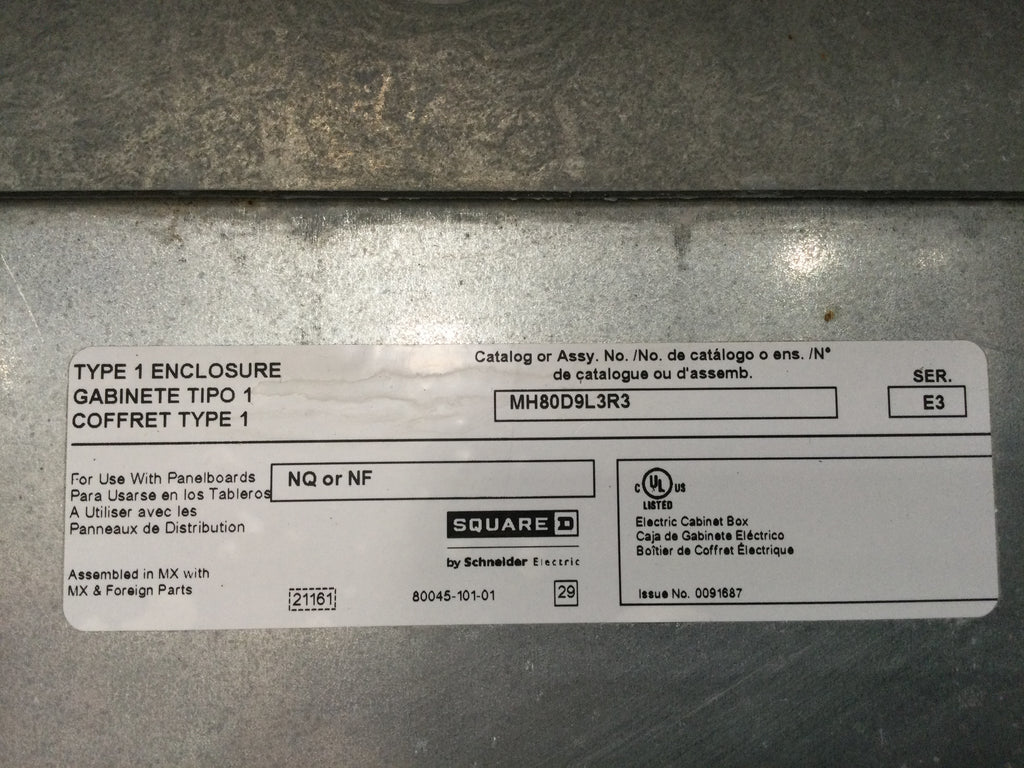 TYPE 1 ENCLOSURE
GABINETE TIPO 1
COFFRET TYPE 1
Catalog or Assy. No. /No. de catálogo o ens. /N°
de catalogue ou d'assemb.
MH80D9L3R3
SER.
E3
For Use With Panelboards
Para Usarse en los Tableros
A Utiliser avec les
Panneaux de Distribution
NQ or NF
SQUARE D
by Schneider Electric
Assembled in MX with
MX & Foreign Parts
21161
80045-101-01
29
C UL US
LISTED
Electric Cabinet Box
Caja de Gabinete Eléctrico
Boîtier de Coffret Électrique
Issue No. 0091687